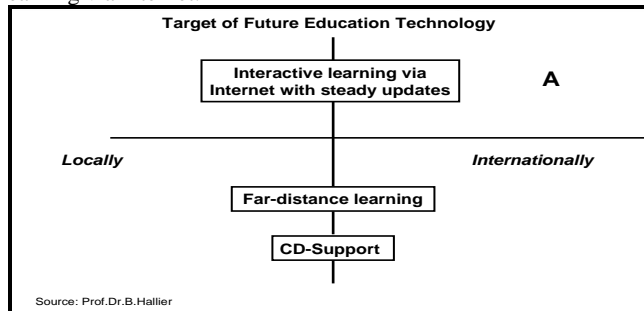 Target of Future Education Technology
Interactive learning via
Internet with steady updates
A
Locally
Internationally
Far-distance learning
CD-Support
Source: Prof.Dr.B.Hallier